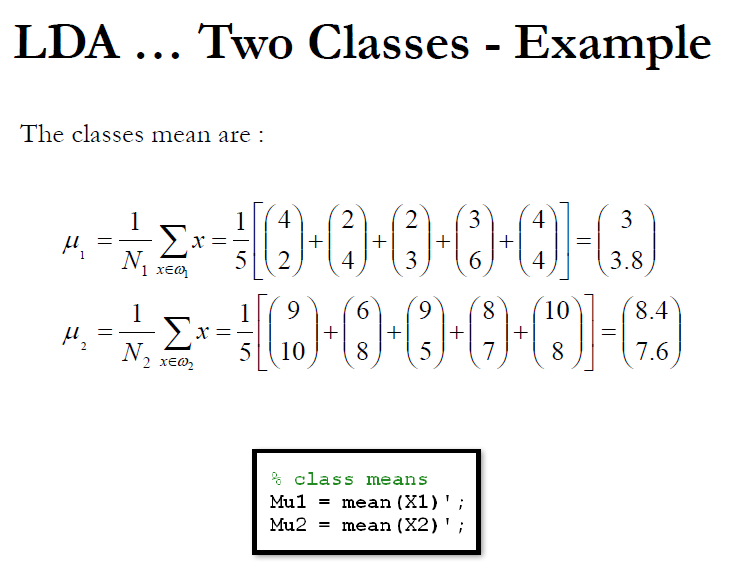 LDA … Two Classes - Example
The classes mean are :
μ₁ = 1/N₁ ∑_{x∈ω₁} x = 1/5 [ (4 2) + (2 4) + (2 3) + (3 6) + (4 4) ] = (3 3.8)
μ₂ = 1/N₂ ∑_{x∈ω₂} x = 1/5 [ (9 10) + (6 8) + (9 5) + (8 7) + (10 8) ] = (8.4 7.6)
% class means
Mu1 = mean(X1)';
Mu2 = mean(X2)';